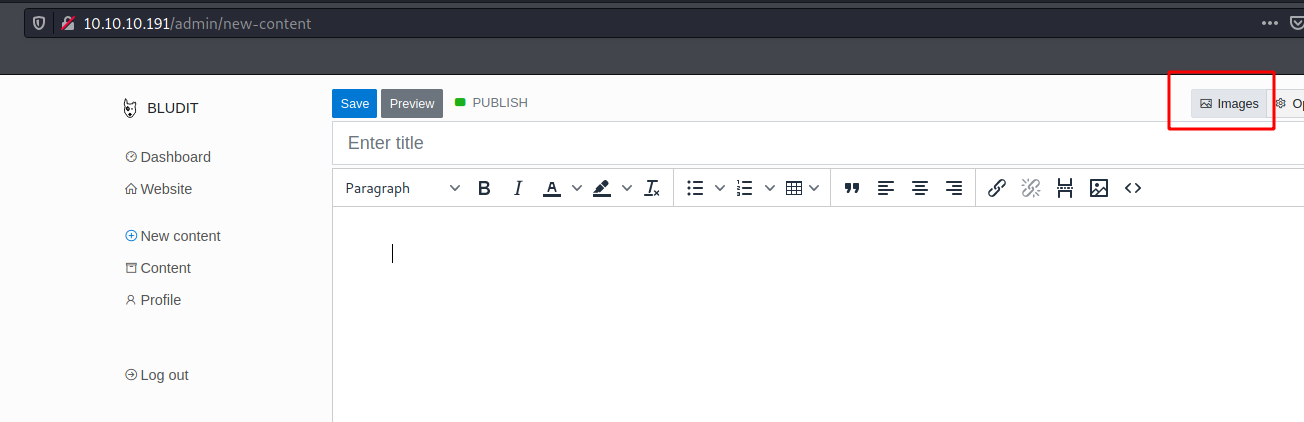 10.10.10.191/admin/new-content
BLUDIT
Save Preview PUBLISH Images Op
Enter title
Dashboard
Website
New content
Content
Profile
Log out
Paragraph B I A